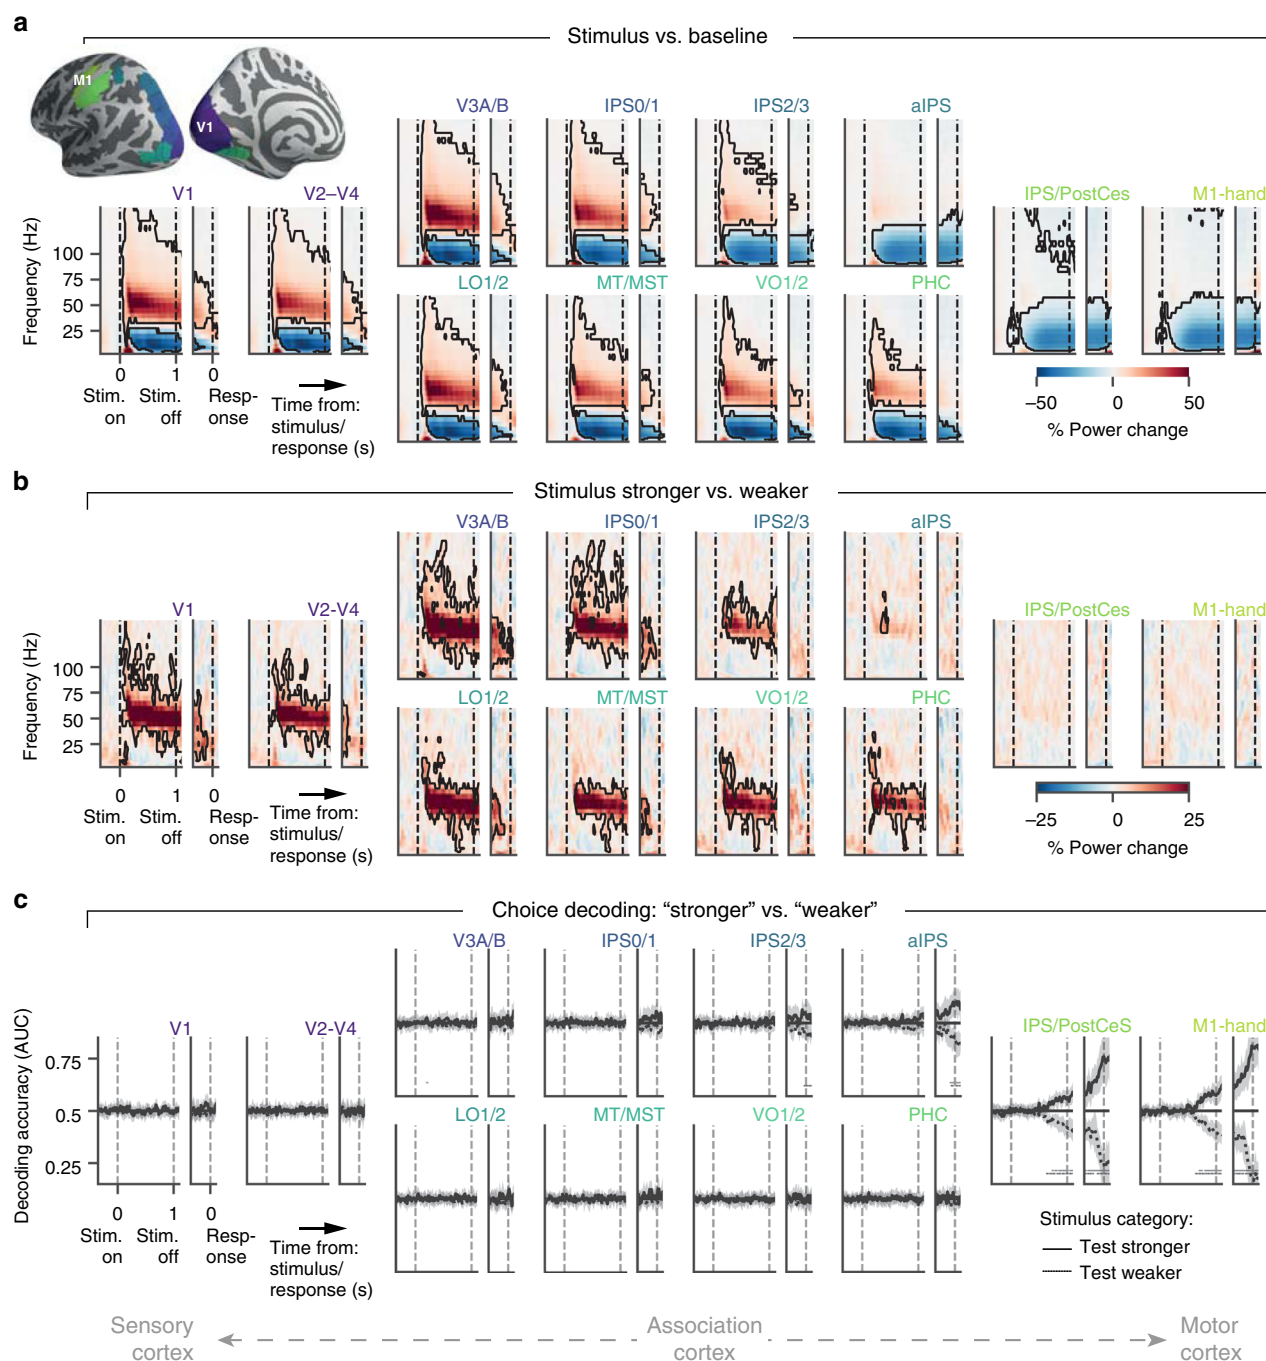 a
Stimulus vs. baseline
M1
V1
V3A/B
IPS0/1
IPS2/3
aIPS
V1
V2–V4
IPS/PostCes
M1-hand
LO1/2
MT/MST
VO1/2
PHC
Frequency (Hz)
100
75
50
25
0
1
0
Stim.
on
Stim.
off
Resp-
onse
Time from:
stimulus/
response (s)
–50
0
50
% Power change
b
Stimulus stronger vs. weaker
V3A/B
IPS0/1
IPS2/3
aIPS
V1
V2-V4
IPS/PostCes
M1-hand
LO1/2
MT/MST
VO1/2
PHC
Frequency (Hz)
100
75
50
25
0
1
0
Stim.
on
Stim.
off
Resp-
onse
Time from:
stimulus/
response (s)
–25
0
25
% Power change
c
Choice decoding: “stronger” vs. “weaker”
V3A/B
IPS0/1
IPS2/3
aIPS
V1
V2-V4
IPS/PostCeS
M1-hand
LO1/2
MT/MST
VO1/2
PHC
Decoding accuracy (AUC)
0.75
0.5
0.25
0
1
0
Stim.
on
Stim.
off
Resp-
onse
Time from:
stimulus/
response (s)
Stimulus category:
Test stronger
Test weaker
Sensory
cortex
Association
cortex
Motor
cortex